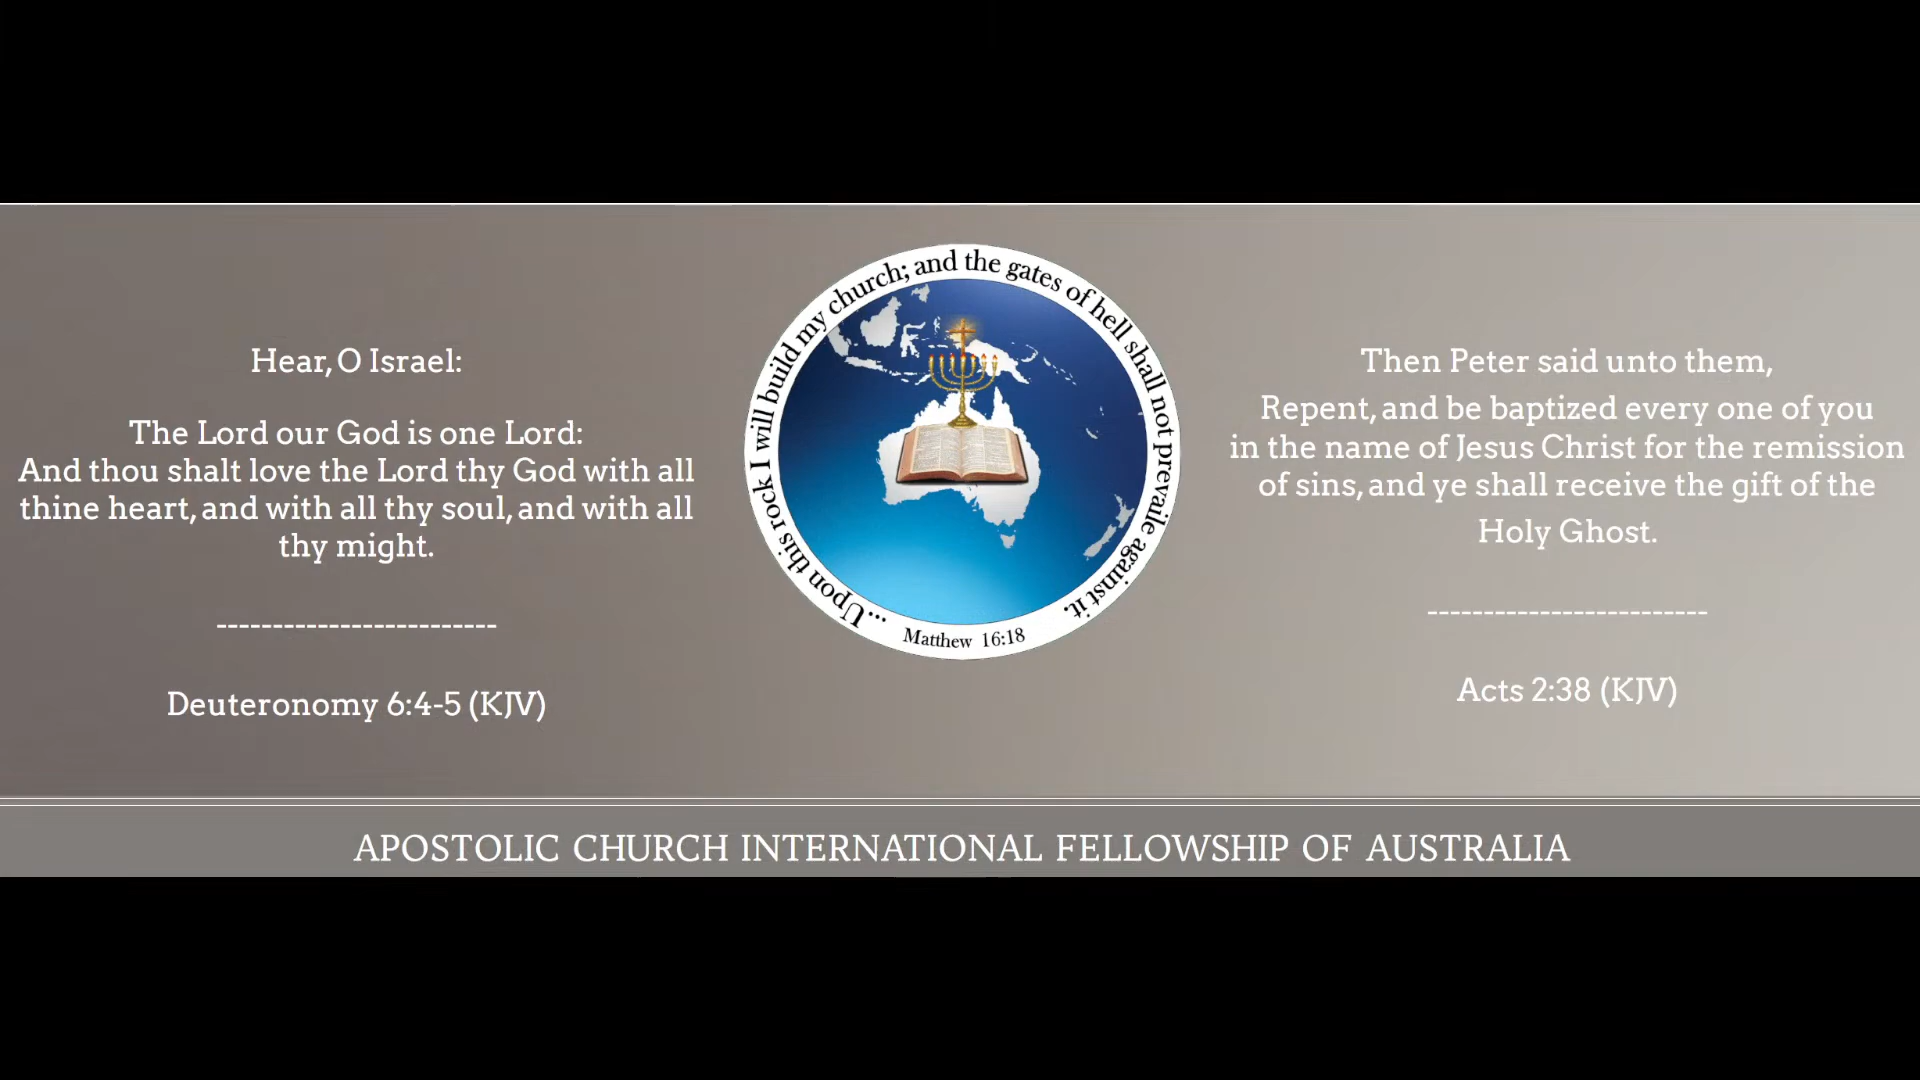 Hear, O Israel:
The Lord our God is one Lord:
And thou shalt love the Lord thy God with all
thine heart, and with all thy soul, and with all
thy might.
-------------------------
Deuteronomy 6:4-5 (KJV)
...Upon this rock I will build my church; and the gates of hell shall not prevaile against it.
Matthew 16:18
Then Peter said unto them,
Repent, and be baptized every one of you
in the name of Jesus Christ for the remission
of sins, and ye shall receive the gift of the
Holy Ghost.
-------------------------
Acts 2:38 (KJV)
APOSTOLIC CHURCH INTERNATIONAL FELLOWSHIP OF AUSTRALIA